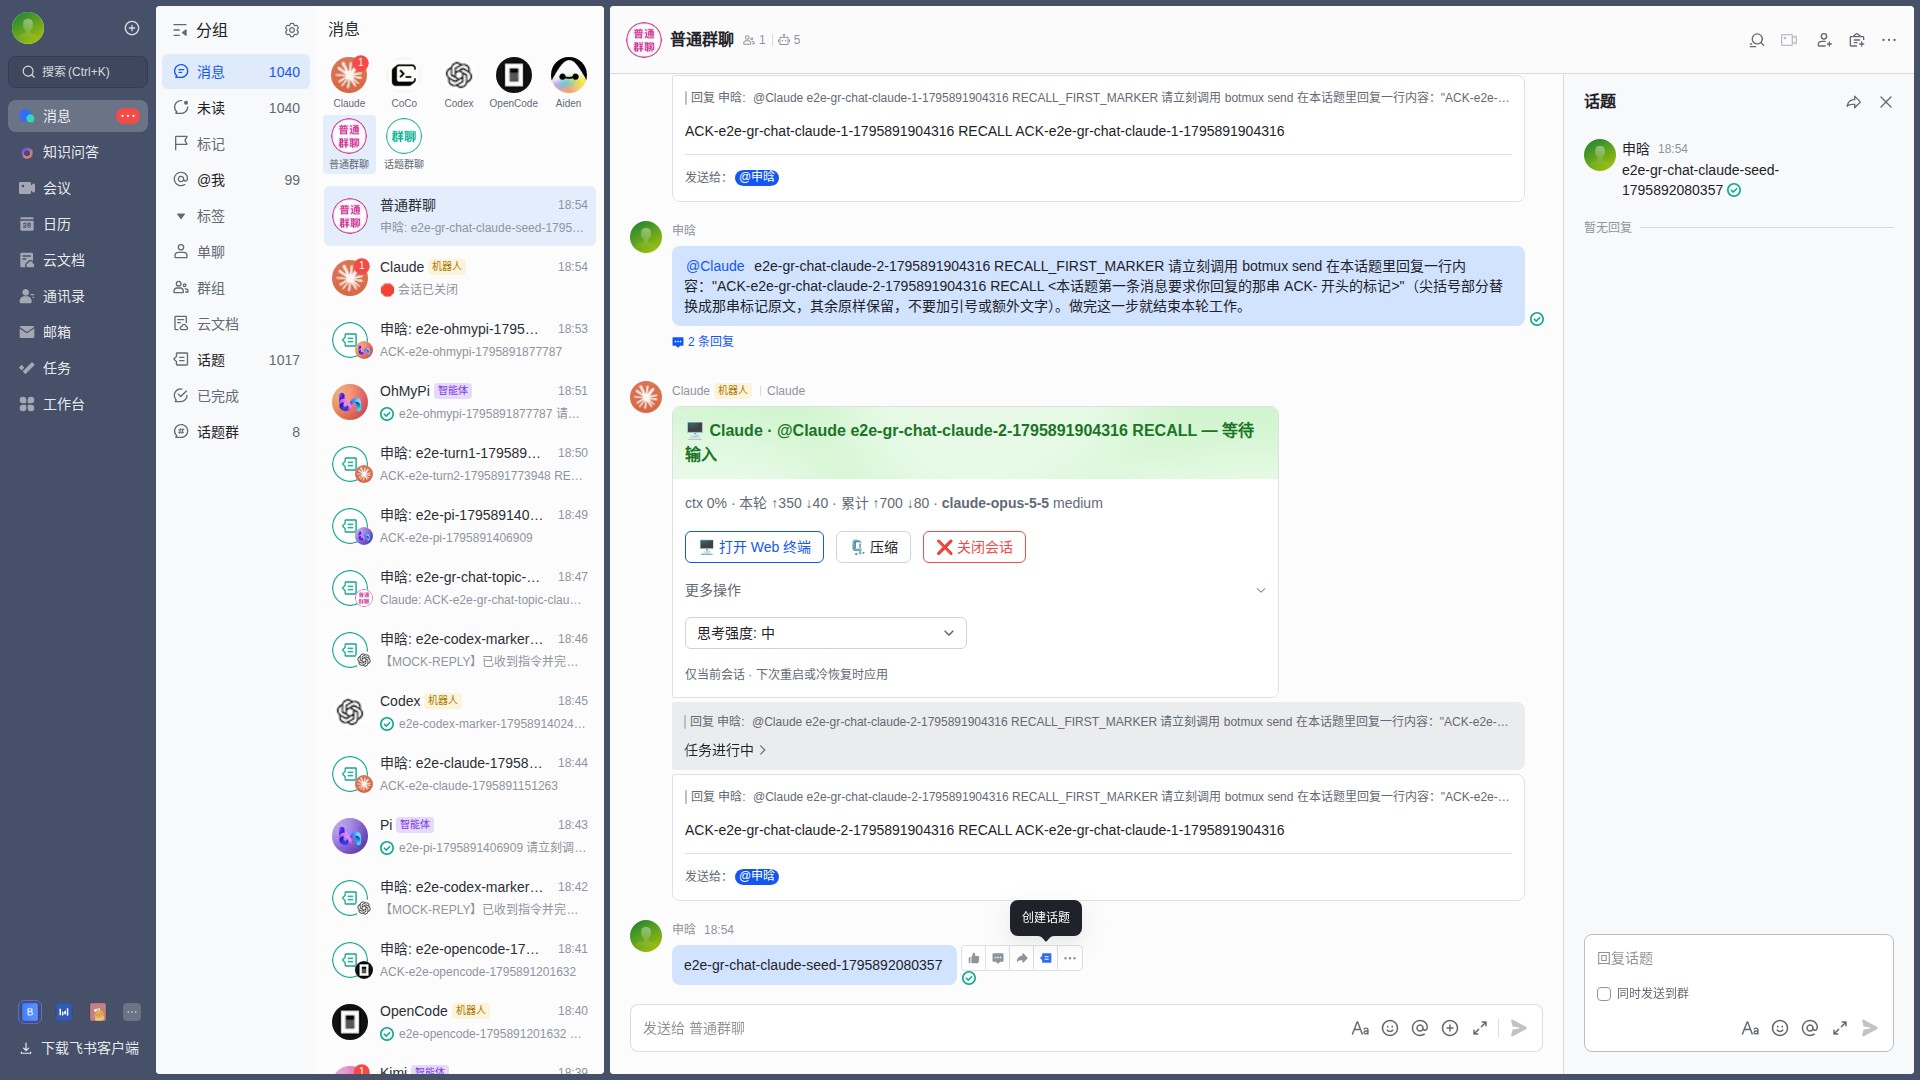 搜索 (Ctrl+K)
消息
知识问答
会议
日历
云文档
通讯录
邮箱
任务
工作台
下载飞书客户端
分组
消息 1040
未读 1040
标记
@我 99
标签
单聊
群组
云文档
话题 1017
已完成
话题群 8
消息
1
Claude
CoCo
Codex
OpenCode
Aiden
普通群聊
普通群聊
群聊
话题群聊
普通群聊 18:54
申晗: e2e-gr-chat-claude-seed-1795…
1
Claude 机器人 18:54
会话已关闭
申晗: e2e-ohmypi-1795… 18:53
ACK-e2e-ohmypi-1795891877787
OhMyPi 智能体 18:51
e2e-ohmypi-1795891877787 请…
申晗: e2e-turn1-179589… 18:50
ACK-e2e-turn2-1795891773948 RE…
申晗: e2e-pi-179589140… 18:49
ACK-e2e-pi-1795891406909
申晗: e2e-gr-chat-topic-… 18:47
Claude: ACK-e2e-gr-chat-topic-clau…
申晗: e2e-codex-marker… 18:46
【MOCK-REPLY】已收到指令并完…
Codex 机器人 18:45
e2e-codex-marker-17958914024…
申晗: e2e-claude-17958… 18:44
ACK-e2e-claude-1795891151263
Pi 智能体 18:43
e2e-pi-1795891406909 请立刻调…
申晗: e2e-codex-marker… 18:42
【MOCK-REPLY】已收到指令并完…
申晗: e2e-opencode-17… 18:41
ACK-e2e-opencode-1795891201632
OpenCode 机器人 18:40
e2e-opencode-1795891201632 …
1
Kimi 智能体 18:39
普通群聊
普通群聊 1 5
回复 申晗: @Claude e2e-gr-chat-claude-1-1795891904316 RECALL_FIRST_MARKER 请立刻调用 botmux send 在本话题里回复一行内容："ACK-e2e-…
ACK-e2e-gr-chat-claude-1-1795891904316 RECALL ACK-e2e-gr-chat-claude-1-1795891904316
发送给：@申晗
申晗
@Claude e2e-gr-chat-claude-2-1795891904316 RECALL_FIRST_MARKER 请立刻调用 botmux send 在本话题里回复一行内
容："ACK-e2e-gr-chat-claude-2-1795891904316 RECALL <本话题第一条消息要求你回复的那串 ACK- 开头的标记>"（尖括号部分替
换成那串标记原文，其余原样保留，不要加引号或额外文字）。做完这一步就结束本轮工作。
2 条回复
Claude 机器人 Claude
Claude · @Claude e2e-gr-chat-claude-2-1795891904316 RECALL — 等待
输入
ctx 0% · 本轮 ↑350 ↓40 · 累计 ↑700 ↓80 · claude-opus-5-5 medium
打开 Web 终端 压缩 关闭会话
更多操作
思考强度: 中
仅当前会话 · 下次重启或冷恢复时应用
回复 申晗: @Claude e2e-gr-chat-claude-2-1795891904316 RECALL_FIRST_MARKER 请立刻调用 botmux send 在本话题里回复一行内容："ACK-e2e-…
任务进行中
回复 申晗: @Claude e2e-gr-chat-claude-2-1795891904316 RECALL_FIRST_MARKER 请立刻调用 botmux send 在本话题里回复一行内容："ACK-e2e-…
ACK-e2e-gr-chat-claude-2-1795891904316 RECALL ACK-e2e-gr-chat-claude-1-1795891904316
发送给：@申晗
创建话题
申晗 18:54
e2e-gr-chat-claude-seed-1795892080357
发送给 普通群聊
话题
申晗 18:54
e2e-gr-chat-claude-seed-
1795892080357
暂无回复
回复话题
同时发送到群